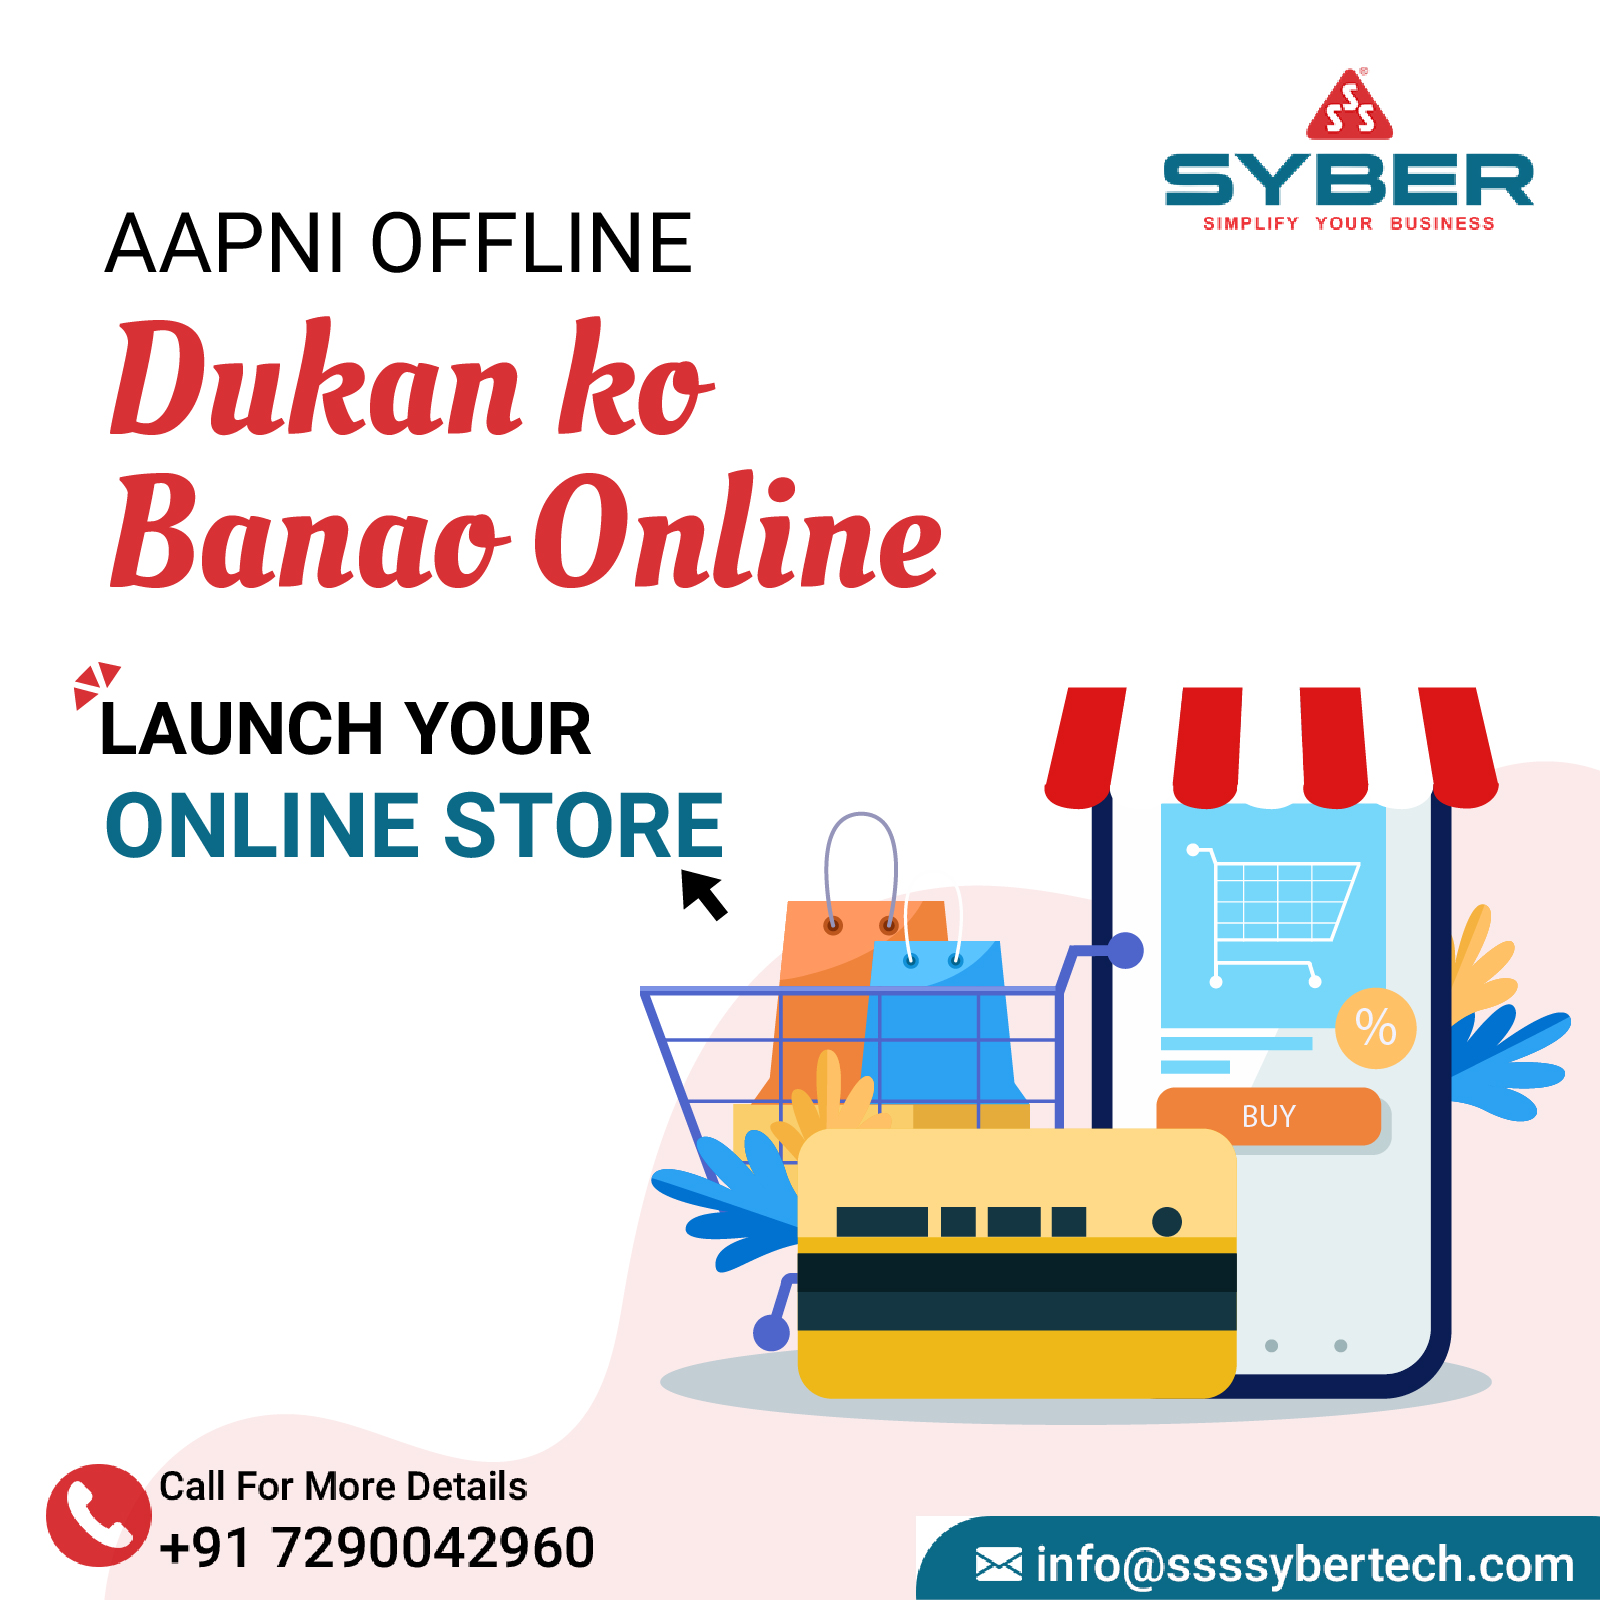 SSS
SYBER
SIMPLIFY YOUR BUSINESS
AAPNI OFFLINE
Dukan ko
Banao Online
LAUNCH YOUR
ONLINE STORE
%
BUY
Call For More Details
+91 7290042960
info@ssssybertech.com